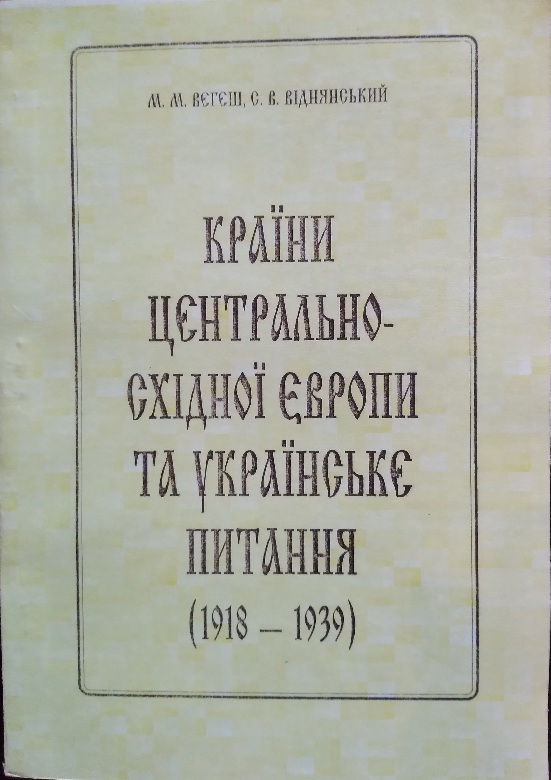 М. М. ВЕГЕШ, С. В. ВІДНЯНСЬКИЙ
КРАЇНИ
ЦЕНТРАЛЬНО-
СХІДНОЇ ЄВРОПИ
ТА УКРАЇНСЬКЕ
ПИТАННЯ
(1918 – 1939)